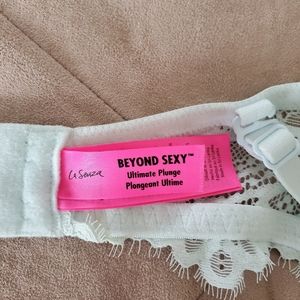 La Senza
BEYOND SEXY™
Ultimate Plunge
Plongeant Ultime